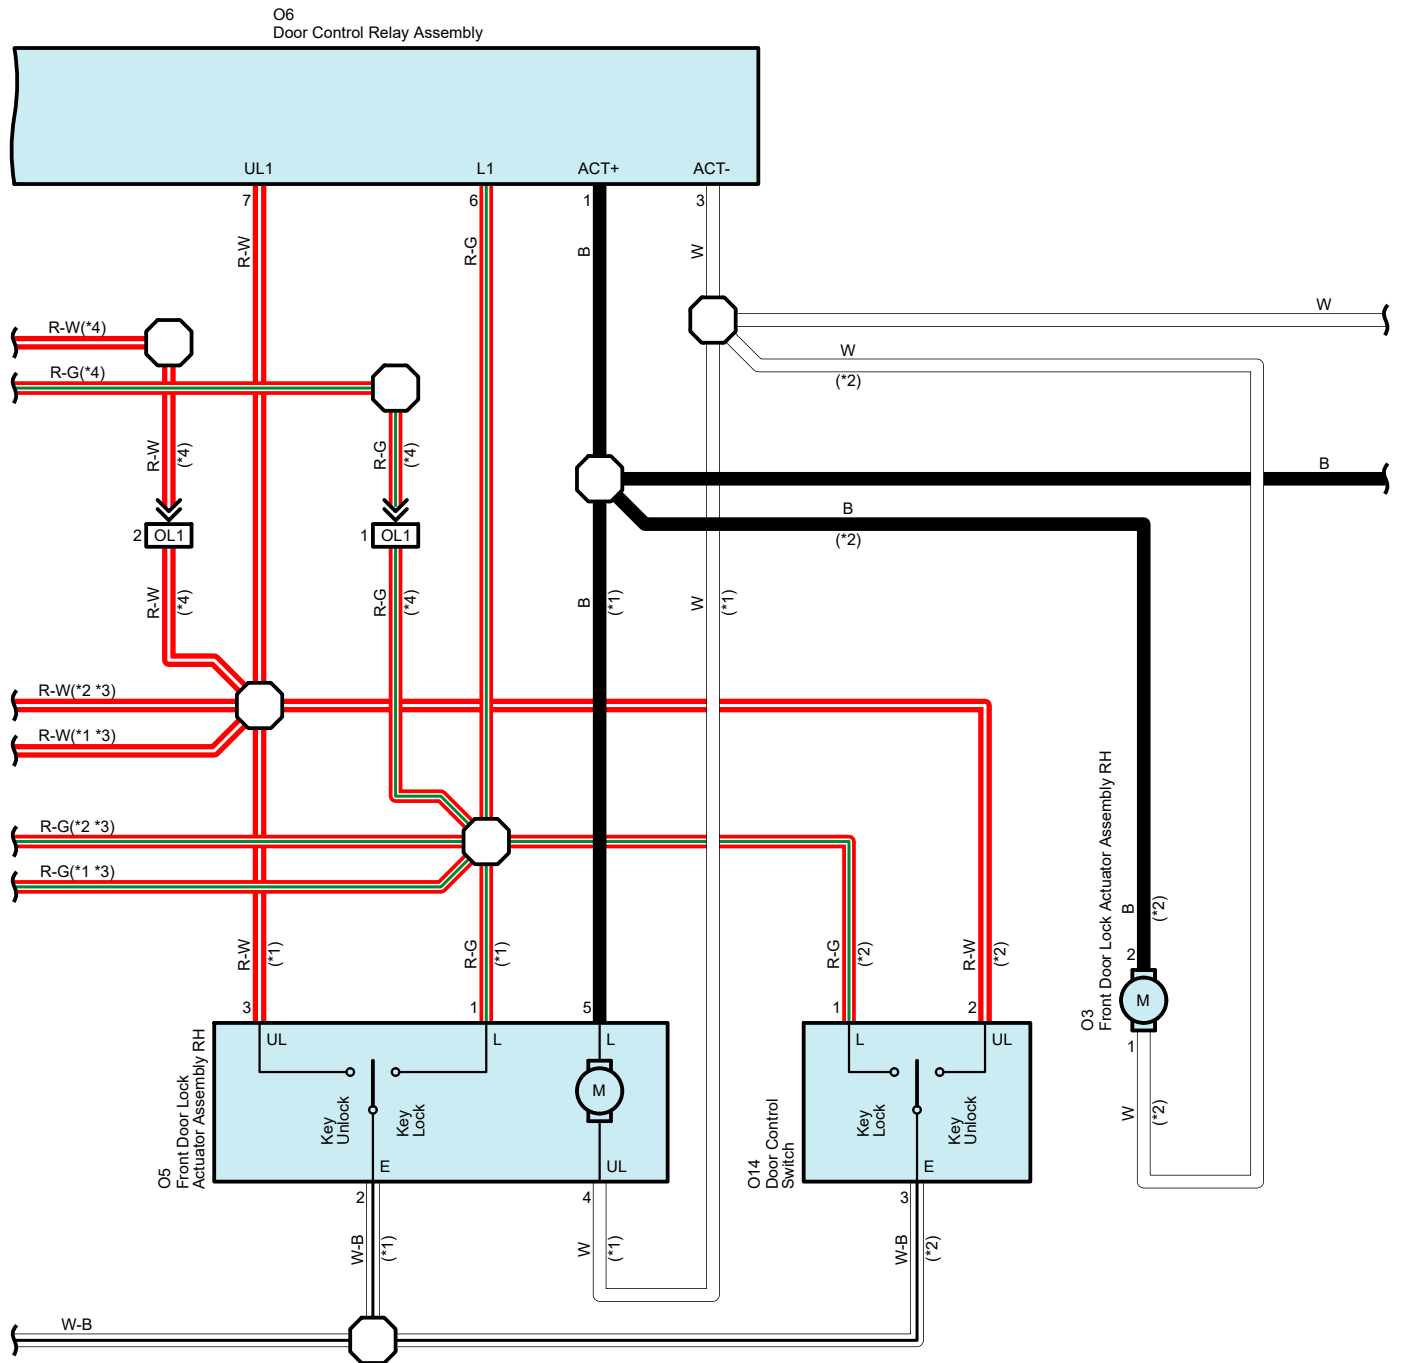 O6
Door Control Relay Assembly
UL1
L1
ACT+
ACT-
7
6
1
3
R-W
R-G
B
W
W
R-W(*4)
W
(*2)
R-G(*4)
R-W
(*4)
R-G
(*4)
B
B
(*2)
2
OL1
1
OL1
R-W
(*4)
R-G
(*4)
B
(*1)
W
(*1)
R-W(*2 *3)
R-W(*1 *3)
R-G(*2 *3)
R-G(*1 *3)
R-W
(*1)
R-G
(*1)
R-G
(*2)
R-W
(*2)
B
(*2)
2
M
1
O3
Front Door Lock Actuator Assembly RH
W
(*2)
3
1
5
1
2
UL
L
L
L
UL
M
Key
Unlock
Key
Lock
Key
Lock
Key
Unlock
E
UL
E
O5
Front Door Lock
Actuator Assembly RH
O14
Door Control
Switch
2
4
3
W-B
(*1)
W
(*1)
W-B
(*2)
W-B